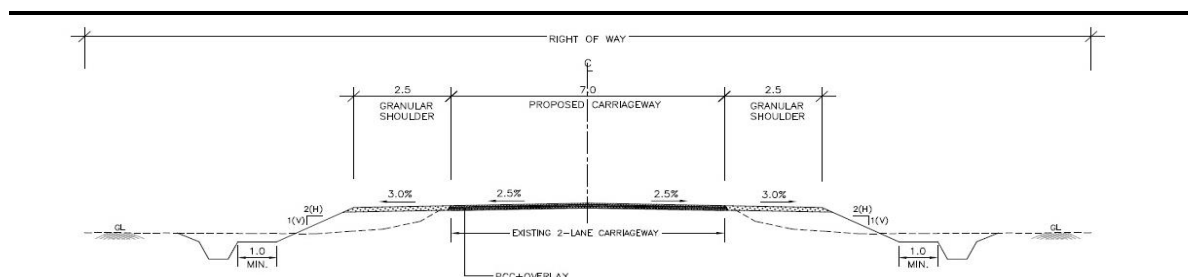 RIGHT OF WAY
℄
2.5
7.0
2.5
GRANULAR
SHOULDER
PROPOSED CARRIAGEWAY
GRANULAR
SHOULDER
3.0%
2.5%
2.5%
3.0%
2(H)
1(V)
2(H)
1(V)
GL
GL
EXISTING 2-LANE CARRIAGEWAY
1.0
MIN.
1.0
MIN.